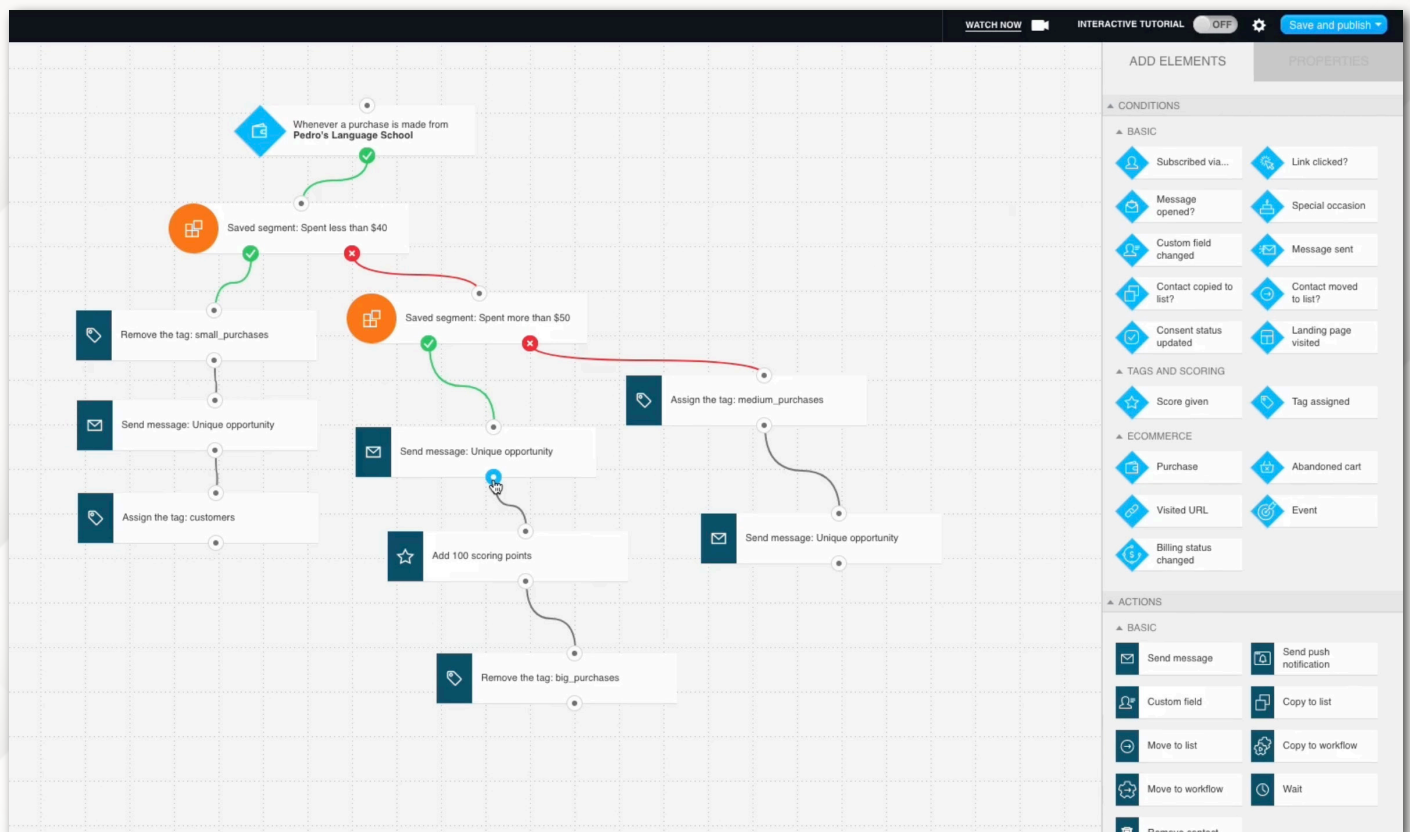 WATCH NOW
INTERACTIVE TUTORIAL
OFF
Save and publish
ADD ELEMENTS
PROPERTIES
CONDITIONS
BASIC
Subscribed via...
Link clicked?
Message
opened?
Special occasion
Custom field
changed
Message sent
Contact copied to
list?
Contact moved
to list?
Consent status
updated
Landing page
visited
TAGS AND SCORING
Score given
Tag assigned
ECOMMERCE
Purchase
Abandoned cart
Visited URL
Event
Billing status
changed
ACTIONS
BASIC
Send message
Send push
notification
Custom field
Copy to list
Move to list
Copy to workflow
Move to workflow
Wait
Remove contact
Whenever a purchase is made from
Pedro's Language School
Saved segment: Spent less than $40
Saved segment: Spent more than $50
Remove the tag: small_purchases
Send message: Unique opportunity
Assign the tag: customers
Send message: Unique opportunity
Add 100 scoring points
Remove the tag: big_purchases
Assign the tag: medium_purchases
Send message: Unique opportunity